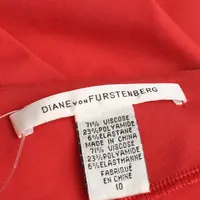 DIANE VON FURSTENBERG
71% VISCOSE
23% POLYAMIDE
6% ELASTANE
MADE IN
CHINA
71% VISCOSE
23% POLYAMIDE
6% ELASTHANNE
FABRIQUÉ
EN CHINE
10